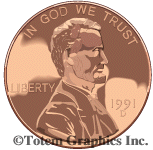 IN GOD WE TRUST
LIBERTY
1991
D
©Totem Graphics Inc.